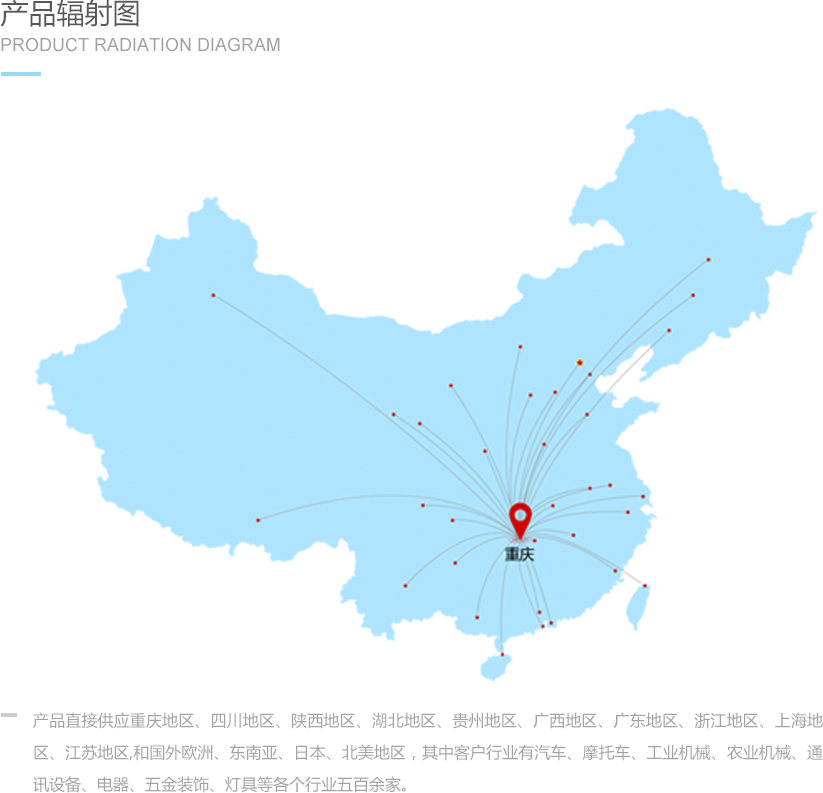 产品辐射图
PRODUCT RADIATION DIAGRAM
重庆
产品直接供应重庆地区、四川地区、陕西地区、湖北地区、贵州地区、广西地区、广东地区、浙江地区、上海地
区、江苏地区,和国外欧洲、东南亚、日本、北美地区，其中客户行业有汽车、摩托车、工业机械、农业机械、通
讯设备、电器、五金装饰、灯具等各个行业五百余家。